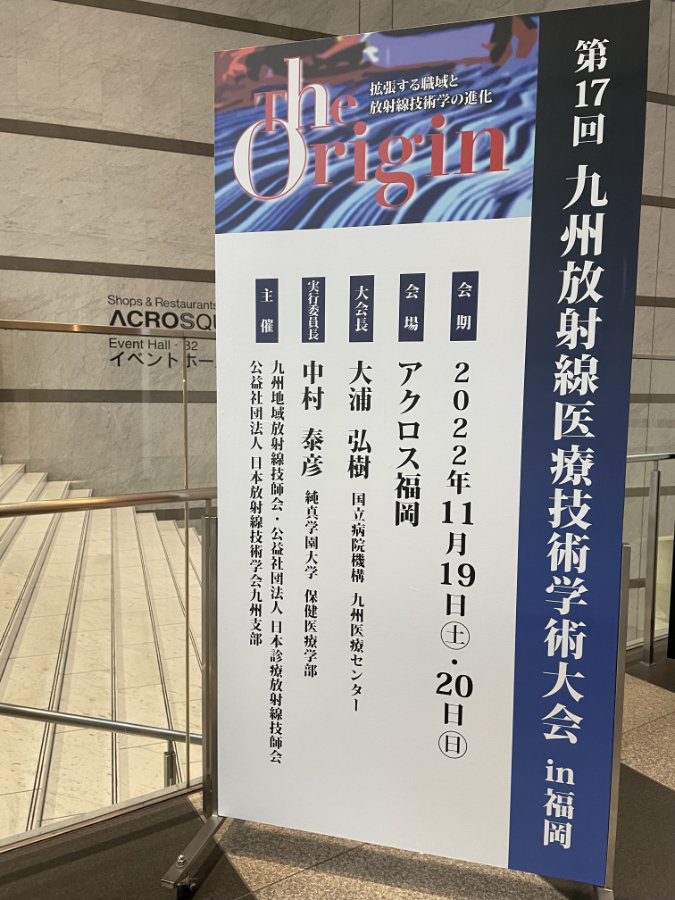 第17回 九州放射線医療技術学術大会 in 福岡
The
Origin
拡張する職域と
放射線技術学の進化
会期 2022年11月19日㊏・20日㊐
会場 アクロス福岡
大会長 大浦 弘樹 国立病院機構 九州医療センター
実行委員長 中村 泰彦 純真学園大学 保健医療学部
主催 九州地域放射線技師会・公益社団法人 日本診療放射線技師会
公益社団法人 日本放射線技術学会九州支部
Shops & Restaurants
ACROSQU
Event Hall · B2
イベントホー